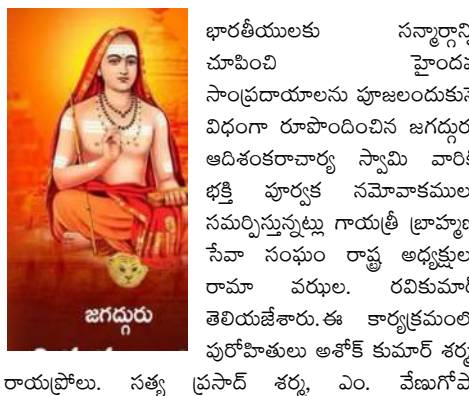 భారతీయులకు సన్మార్గాన్ని
చూపించి హైందవ
సాంప్రదాయాలను పూజలందుకునే
విధంగా రూపొందించిన జగద్గురు
ఆదిశంకరాచార్య స్వామి వారికి
భక్తి పూర్వక నమోవాకములు
సమర్పిస్తున్నట్లు గాయత్రీ బ్రాహ్మణ
సేవా సంఘం రాష్ట్ర అధ్యక్షులు
రామా వఝల. రవికుమార్
తెలియజేశారు.ఈ కార్యక్రమంలో
పురోహితులు అశోక్ కుమార్ శర్మ
రాయప్రోలు. సత్య ప్రసాద్ శర్మ, ఎం.
జగద్గురు